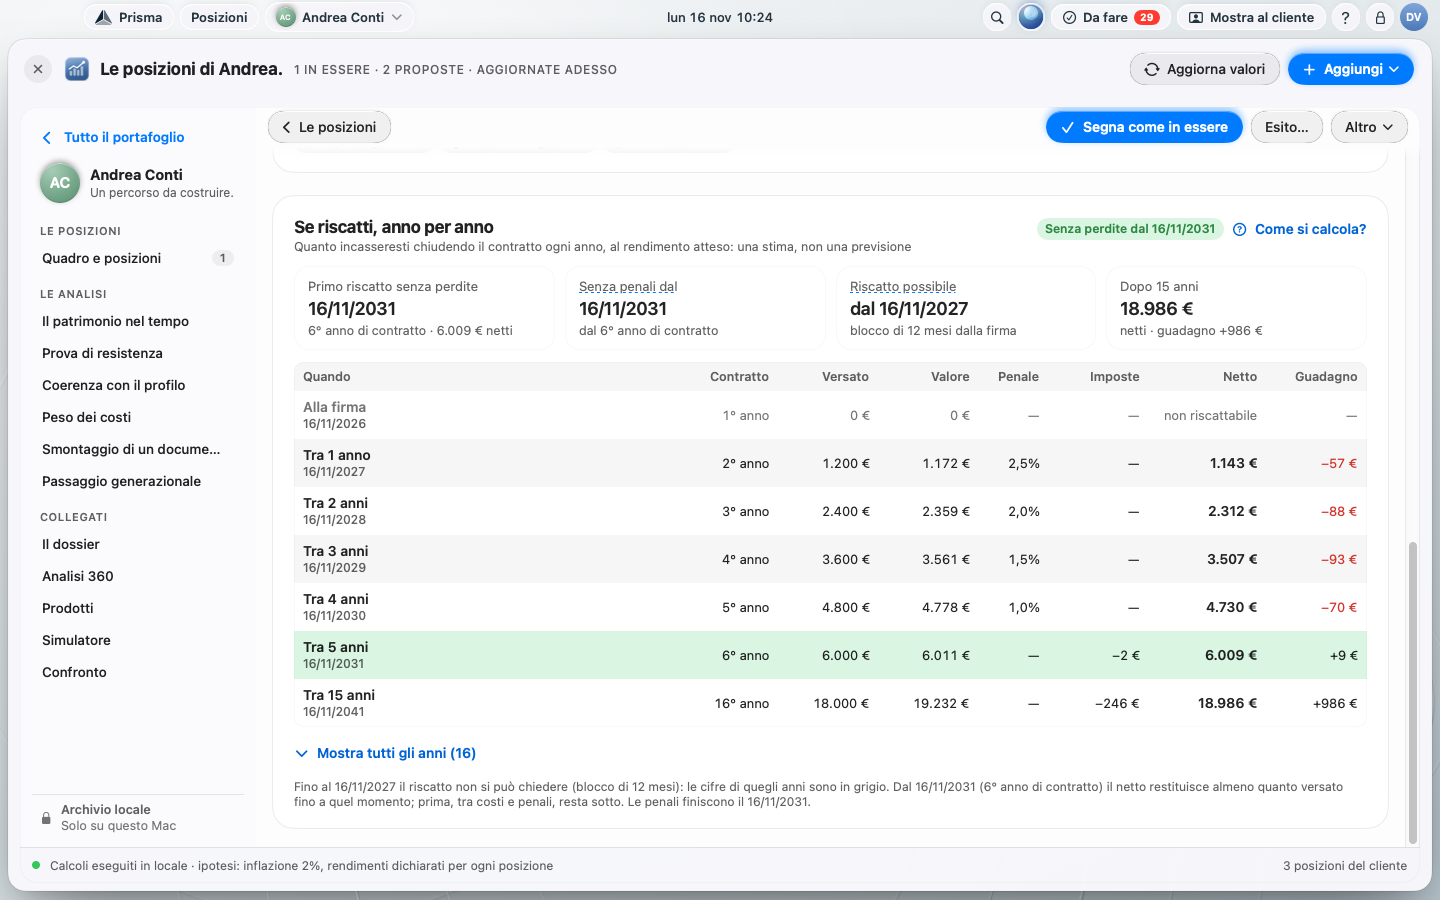 Prisma
Posizioni
AC Andrea Conti
lun 16 nov 10:24
Da fare 29
Mostra al cliente
?
DV
Le posizioni di Andrea. 1 IN ESSERE · 2 PROPOSTE · AGGIORNATE ADESSO
Aggiorna valori
+ Aggiungi
Tutto il portafoglio
AC
Andrea Conti
Un percorso da costruire.
LE POSIZIONI
Quadro e posizioni 1
LE ANALISI
Il patrimonio nel tempo
Prova di resistenza
Coerenza con il profilo
Peso dei costi
Smontaggio di un docume...
Passaggio generazionale
COLLEGATI
Il dossier
Analisi 360
Prodotti
Simulatore
Confronto
Archivio locale
Solo su questo Mac
Le posizioni
Segna come in essere
Esito...
Altro
Se riscatti, anno per anno
Quanto incasseresti chiudendo il contratto ogni anno, al rendimento atteso: una stima, non una previsione
Senza perdite dal 16/11/2031
? Come si calcola?
Primo riscatto senza perdite
16/11/2031
6° anno di contratto · 6.009 € netti
Senza penali dal
16/11/2031
dal 6° anno di contratto
Riscatto possibile
dal 16/11/2027
blocco di 12 mesi dalla firma
Dopo 15 anni
18.986 €
netti · guadagno +986 €
Quando Contratto Versato Valore Penale Imposte Netto Guadagno
Alla firma
16/11/2026
1° anno 0 € 0 € — — non riscattabile —
Tra 1 anno
16/11/2027
2° anno 1.200 € 1.172 € 2,5% — 1.143 € −57 €
Tra 2 anni
16/11/2028
3° anno 2.400 € 2.359 € 2,0% — 2.312 € −88 €
Tra 3 anni
16/11/2029
4° anno 3.600 € 3.561 € 1,5% — 3.507 € −93 €
Tra 4 anni
16/11/2030
5° anno 4.800 € 4.778 € 1,0% — 4.730 € −70 €
Tra 5 anni
16/11/2031
6° anno 6.000 € 6.011 € — −2 € 6.009 € +9 €
Tra 15 anni
16/11/2041
16° anno 18.000 € 19.232 € — −246 € 18.986 € +986 €
Mostra tutti gli anni (16)
Fino al 16/11/2027 il riscatto non si può chiedere (blocco di 12 mesi): le cifre di quegli anni sono in grigio. Dal 16/11/2031 (6° anno di contratto) il netto restituisce almeno quanto versato
fino a quel momento; prima, tra costi e penali, resta sotto. Le penali finiscono il 16/11/2031.
Calcoli eseguiti in locale · ipotesi: inflazione 2%, rendimenti dichiarati per ogni posizione
3 posizioni del cliente